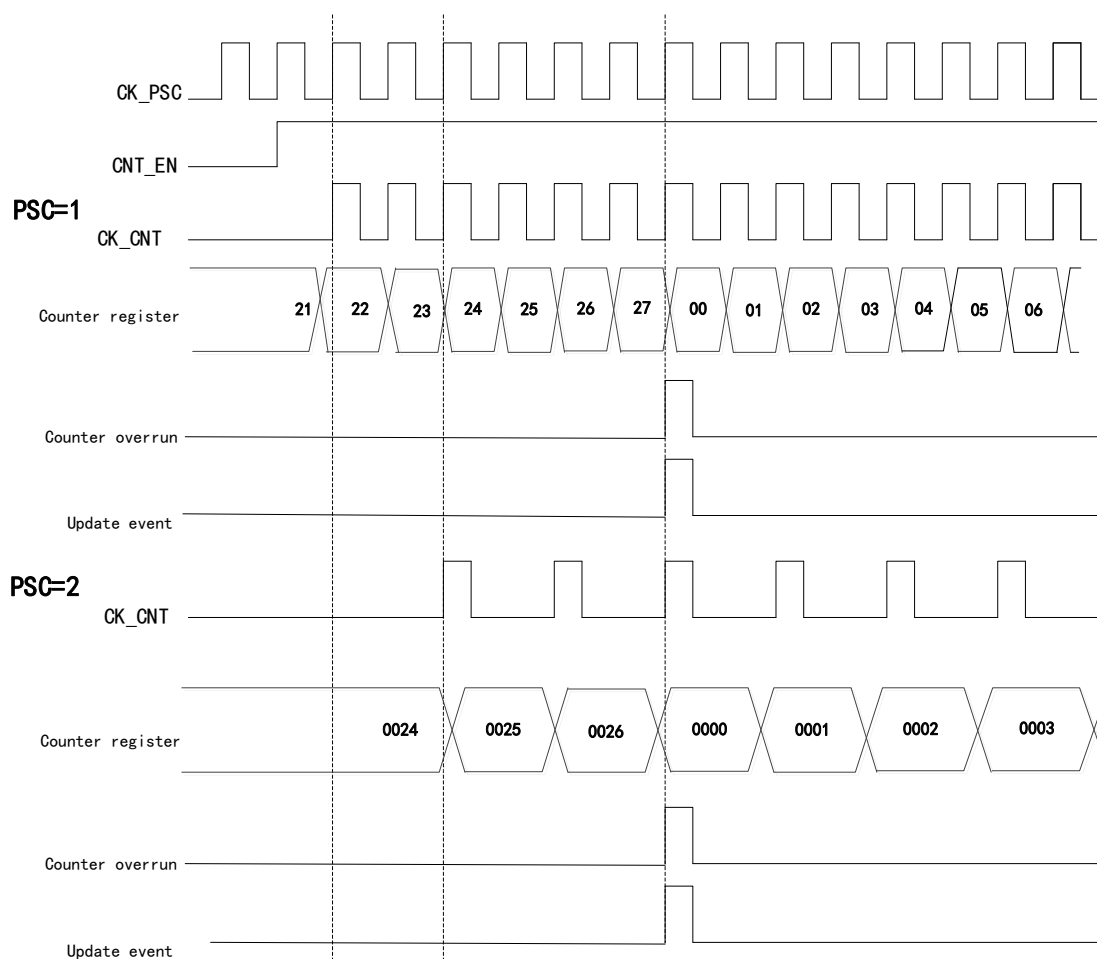 CK_PSC
CNT_EN
PSC=1
CK_CNT
Counter register 21 22 23 24 25 26 27 00 01 02 03 04 05 06
Counter overrun
Update event
PSC=2
CK_CNT
Counter register 0024 0025 0026 0000 0001 0002 0003
Counter overrun
Update event